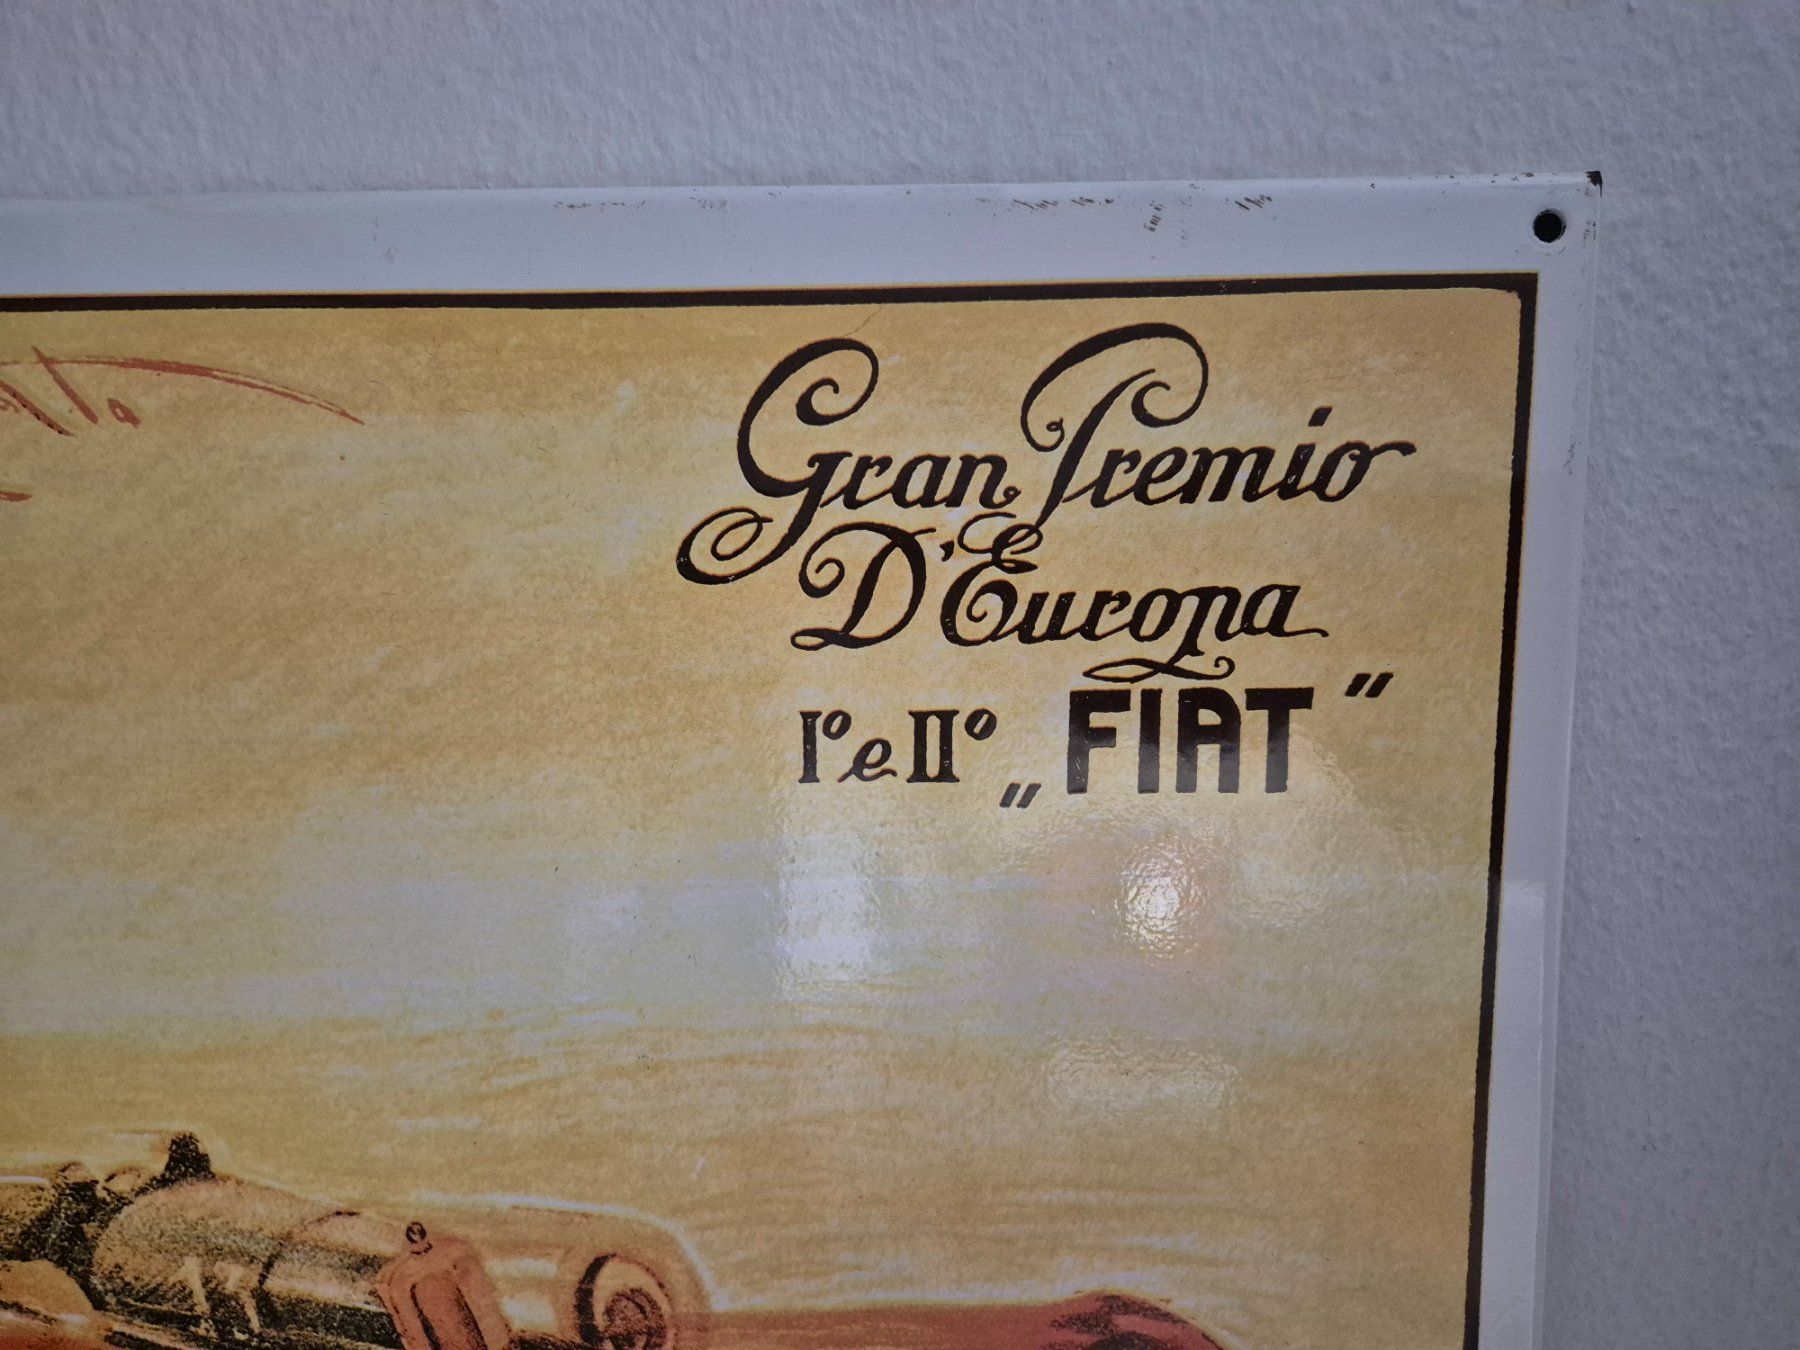 Gran Premio
D'Europa
I° e II° „FIAT"